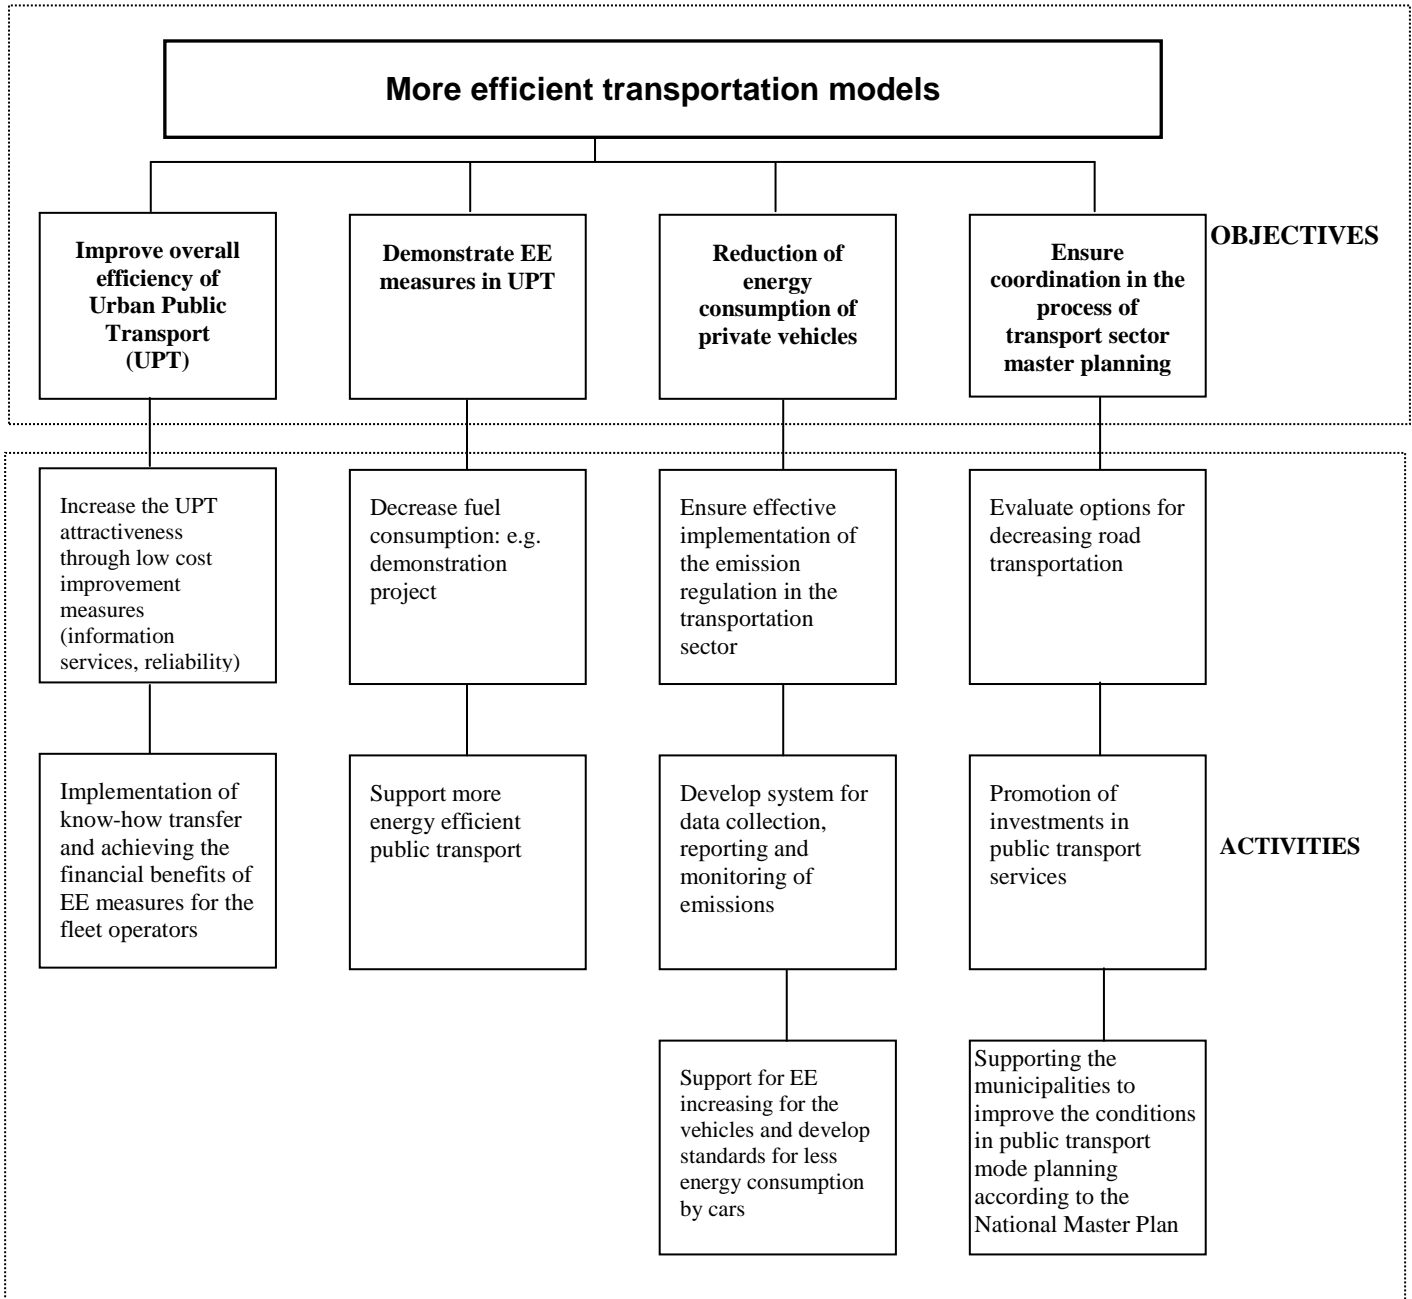 More efficient transportation models
Improve overall
efficiency of
Urban Public
Transport
(UPT)
Demonstrate EE
measures in UPT
Reduction of
energy
consumption of
private vehicles
Ensure
coordination in the
process of
transport sector
master planning
OBJECTIVES
Increase the UPT
attractiveness
through low cost
improvement
measures
(information
services, reliability)
Decrease fuel
consumption: e.g.
demonstration
project
Ensure effective
implementation of
the emission
regulation in the
transportation
sector
Evaluate options for
decreasing road
transportation
Implementation of
know-how transfer
and achieving the
financial benefits of
EE measures for the
fleet operators
Support more
energy efficient
public transport
Develop system for
data collection,
reporting and
monitoring of
emissions
Promotion of
investments in
public transport
services
ACTIVITIES
Support for EE
increasing for the
vehicles and develop
standards for less
energy consumption
by cars
Supporting the
municipalities to
improve the conditions
in public transport
mode planning
according to the
National Master Plan